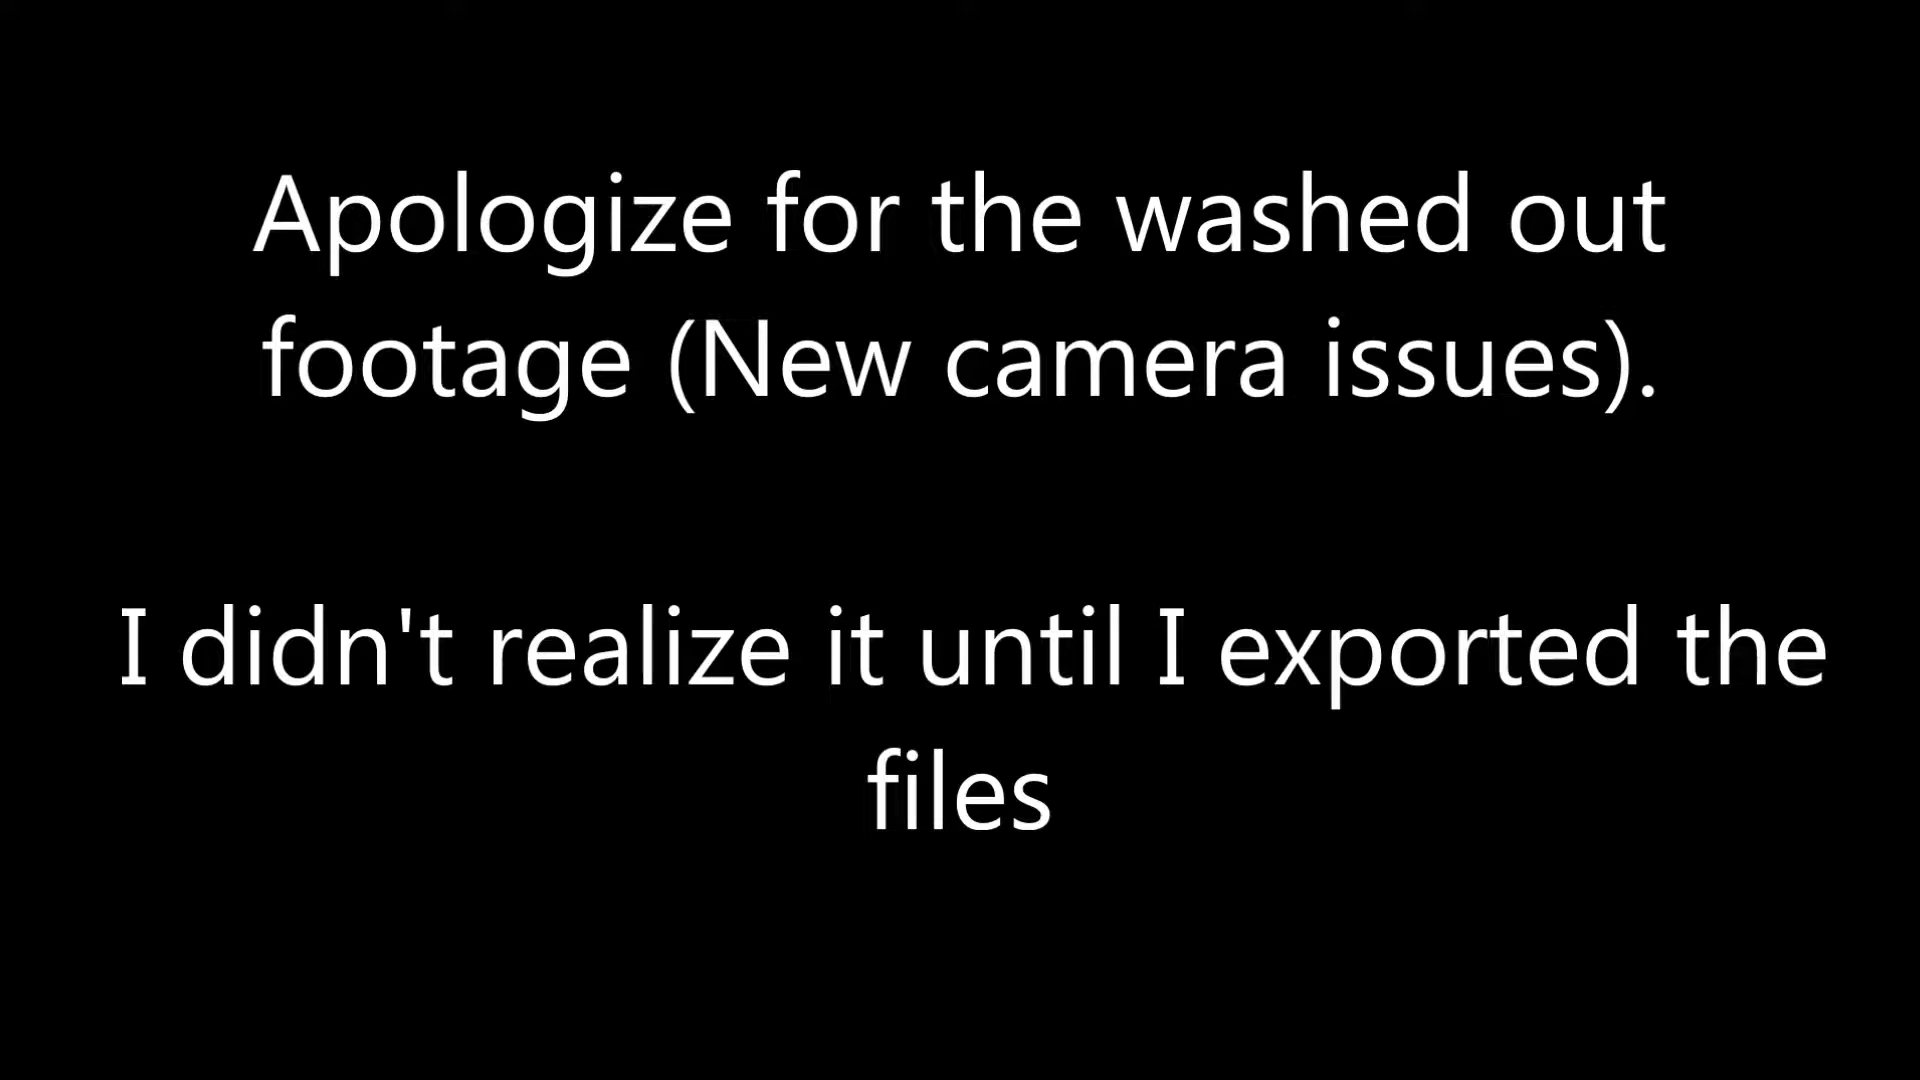 Apologize for the washed out
footage (New camera issues).
I didn't realize it until I exported the
files